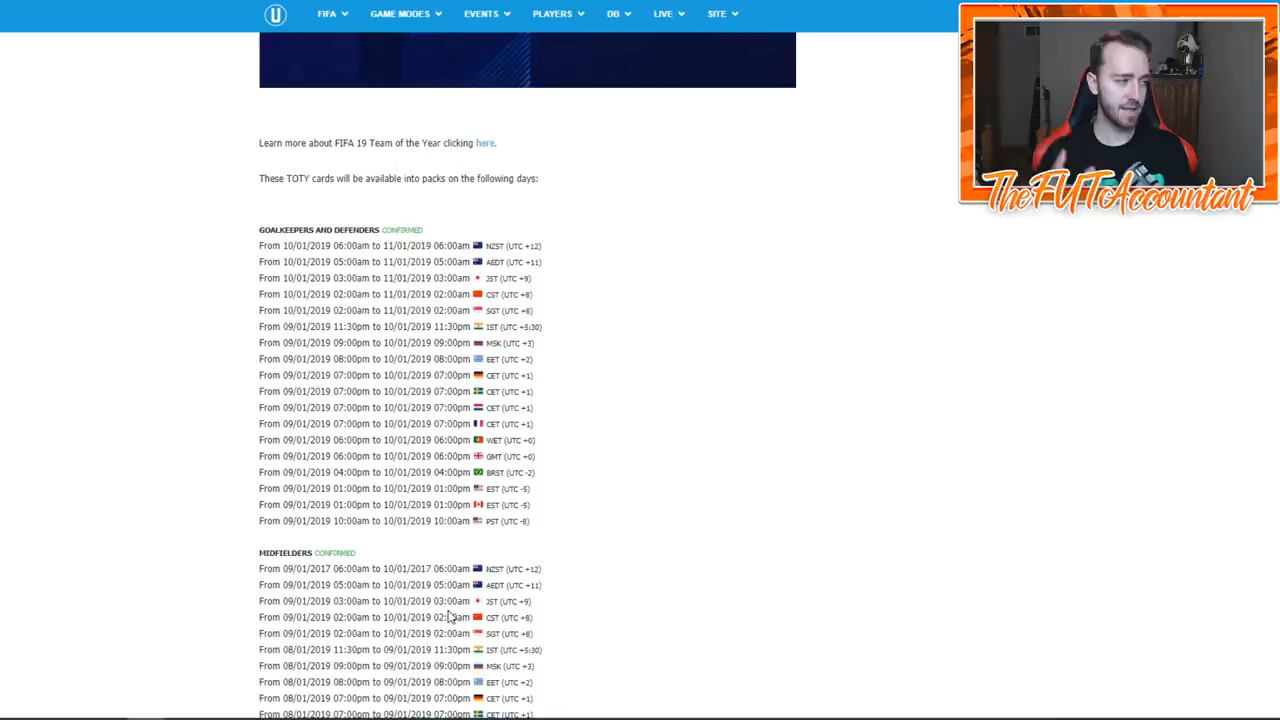 U FIFA GAME MODES EVENTS PLAYERS DB LIVE SITE
TheFUTAccountant
Learn more about FIFA 19 Team of the Year clicking here.
These TOTY cards will be available into packs on the following days:
GOALKEEPERS AND DEFENDERS CONFIRMED
From 10/01/2019 06:00am to 11/01/2019 06:00am NZST (UTC +12)
From 10/01/2019 05:00am to 11/01/2019 05:00am AEDT (UTC +11)
From 10/01/2019 03:00am to 11/01/2019 03:00am JST (UTC +9)
From 10/01/2019 02:00am to 11/01/2019 02:00am CST (UTC +8)
From 10/01/2019 02:00am to 11/01/2019 02:00am SGT (UTC +8)
From 09/01/2019 11:30pm to 10/01/2019 11:30pm IST (UTC +5:30)
From 09/01/2019 09:00pm to 10/01/2019 09:00pm MSK (UTC +3)
From 09/01/2019 08:00pm to 10/01/2019 08:00pm EET (UTC +2)
From 09/01/2019 07:00pm to 10/01/2019 07:00pm CET (UTC +1)
From 09/01/2019 07:00pm to 10/01/2019 07:00pm CET (UTC +1)
From 09/01/2019 07:00pm to 10/01/2019 07:00pm CET (UTC +1)
From 09/01/2019 07:00pm to 10/01/2019 07:00pm CET (UTC +1)
From 09/01/2019 06:00pm to 10/01/2019 06:00pm WET (UTC +0)
From 09/01/2019 06:00pm to 10/01/2019 06:00pm GMT (UTC +0)
From 09/01/2019 04:00pm to 10/01/2019 04:00pm BRST (UTC -2)
From 09/01/2019 01:00pm to 10/01/2019 01:00pm EST (UTC -5)
From 09/01/2019 01:00pm to 10/01/2019 01:00pm EST (UTC -5)
From 09/01/2019 10:00am to 10/01/2019 10:00am PST (UTC -8)
MIDFIELDERS CONFIRMED
From 09/01/2017 06:00am to 10/01/2017 06:00am NZST (UTC +12)
From 09/01/2019 05:00am to 10/01/2019 05:00am AEDT (UTC +11)
From 09/01/2019 03:00am to 10/01/2019 03:00am JST (UTC +9)
From 09/01/2019 02:00am to 10/01/2019 CST (UTC +8)
From 09/01/2019 02:00am to 10/01/2019 02:00am SGT (UTC +8)
From 08/01/2019 11:30pm to 09/01/2019 11:30pm IST (UTC +5:30)
From 08/01/2019 09:00pm to 09/01/2019 09:00pm MSK (UTC +3)
From 08/01/2019 08:00pm to 09/01/2019 08:00pm EET (UTC +2)
From 08/01/2019 07:00pm to 09/01/2019 07:00pm CET (UTC +1)
From 08/01/2019 07:00pm to 09/01/2019 07:00pm CET (UTC +1)